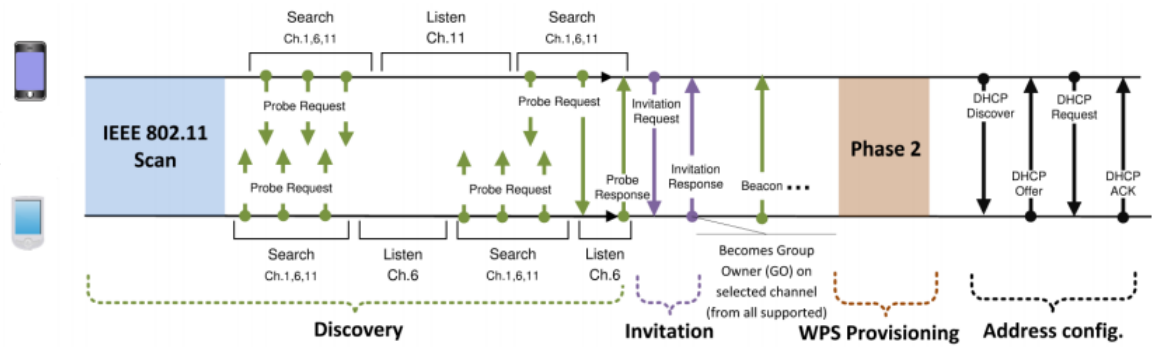 Search
Ch.1,6,11
Listen
Ch.11
Search
Ch.1,6,11
IEEE 802.11
Scan
Probe Request
Probe Request
Probe Request
Probe Request
Probe
Response
Invitation
Request
Invitation
Response
Beacon ...
Phase 2
DHCP
Discover
DHCP
Offer
DHCP
Request
DHCP
ACK
Search
Ch.1,6,11
Listen
Ch.6
Search
Ch.1,6,11
Listen
Ch.6
Becomes Group
Owner (GO) on
selected channel
(from all supported)
Discovery
Invitation
WPS Provisioning
Address config.